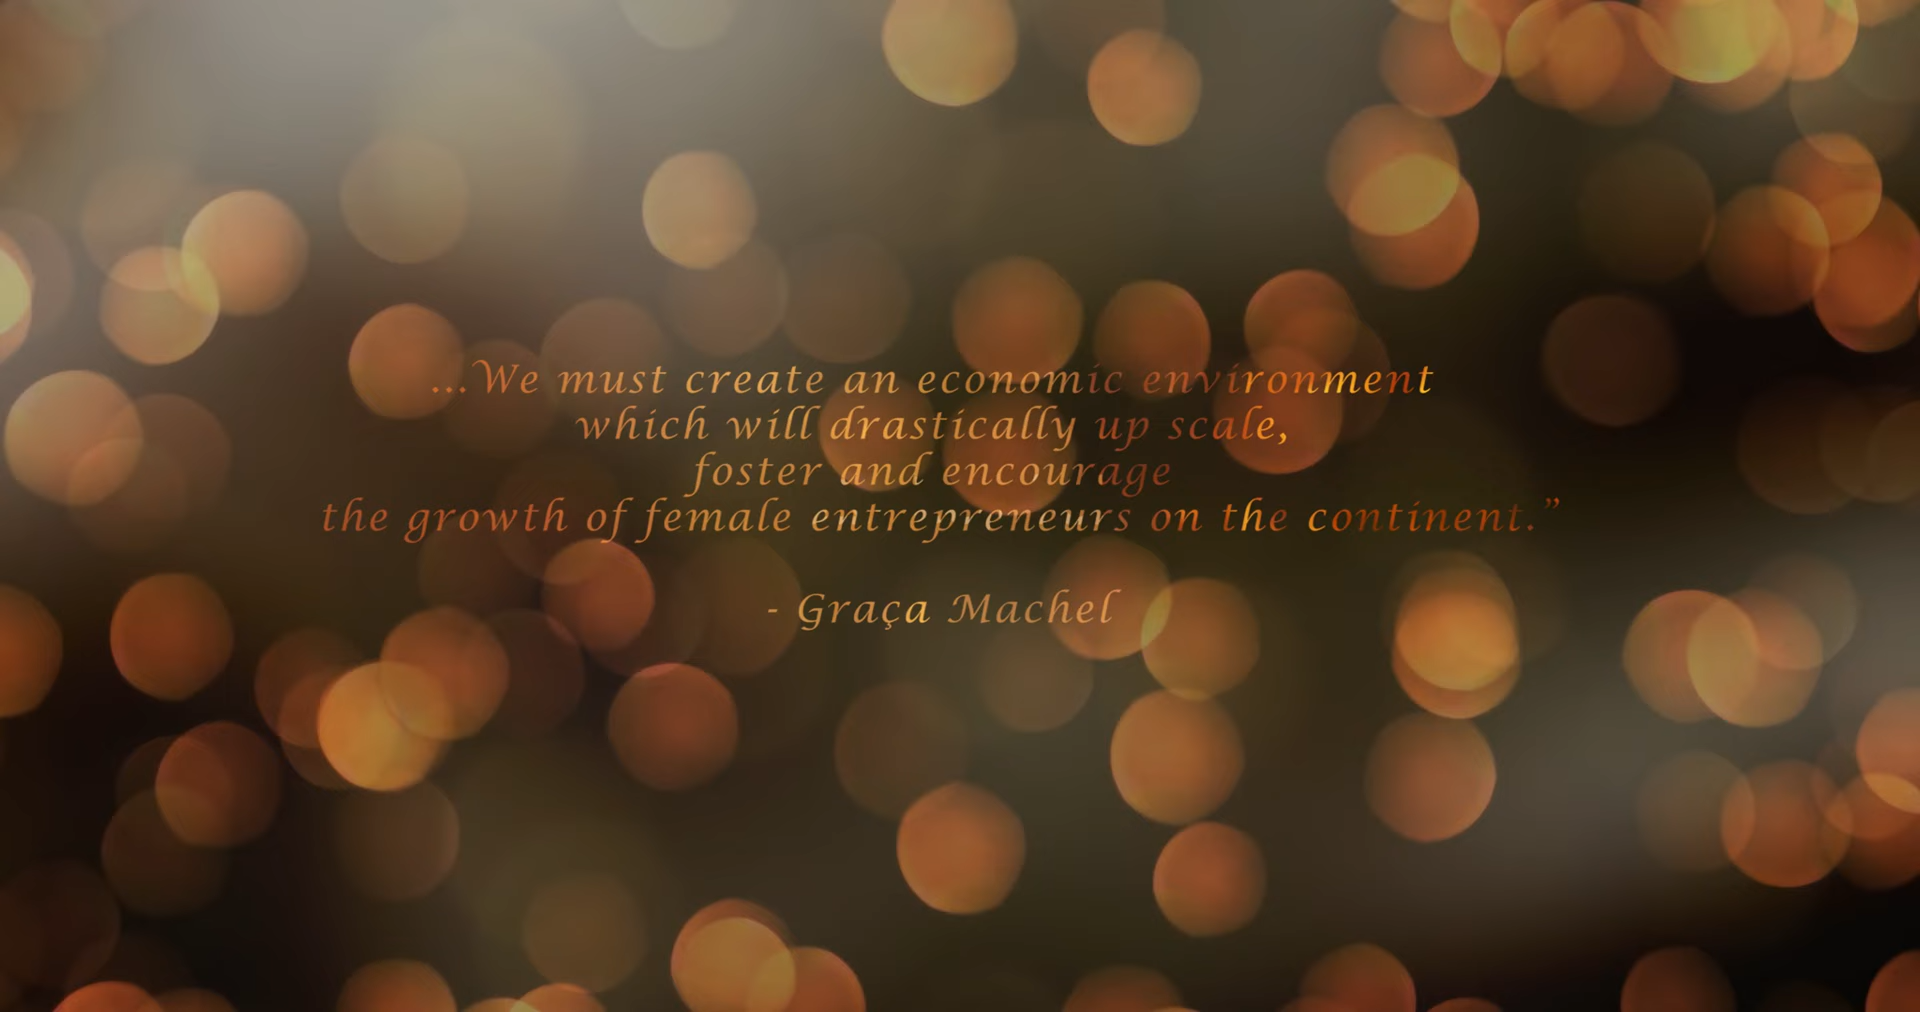 ...We must create an economic environment
which will drastically up scale,
foster and encourage
the growth of female entrepreneurs on the continent.”
- Graça Machel